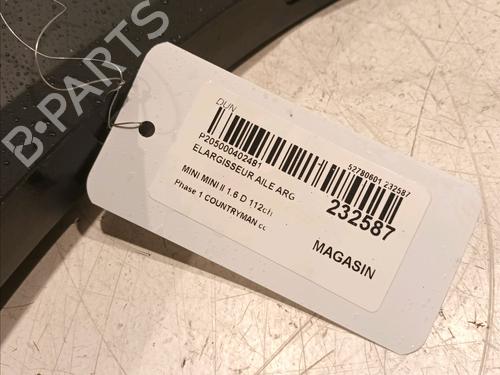 B-PARTS
DUN
P205000402481
52780601 232587
ELARGISSEUR AILE ARG
232587
MINI MINI II 1.6 D 112ch
Phase 1 COUNTRYMAN cc
MAGASIN